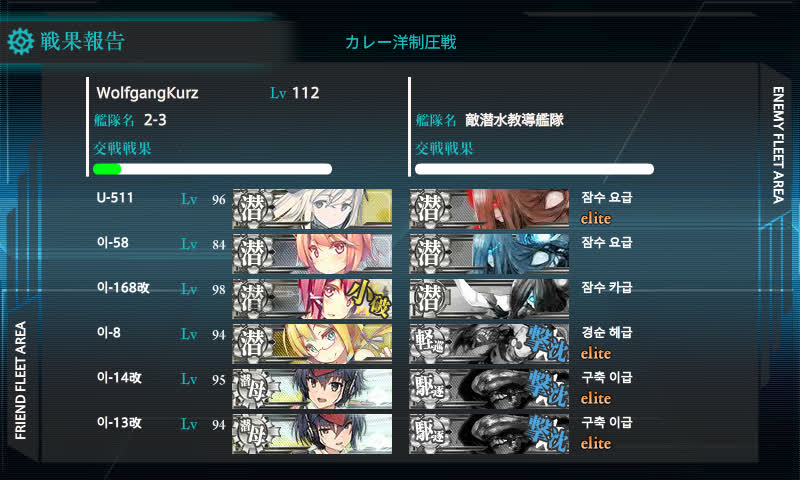 戦果報告
カレー洋制圧戦
WolfgangKurz Lv 112
艦隊名 2-3
交戦戦果
艦隊名 敵潜水教導艦隊
交戦戦果
FRIEND FLEET AREA
ENEMY FLEET AREA
U-511 Lv 96 潜
이-58 Lv 84 潜
이-168改 Lv 98 潜 小破
이-8 Lv 94 潜
이-14改 Lv 95 潜母
이-13改 Lv 94 潜母
潜 잠수 요급
elite
潜 잠수 요급
潜 잠수 카급
軽巡 撃沈 경순 헤급
elite
駆逐 撃沈 구축 이급
elite
駆逐 撃沈 구축 이급
elite